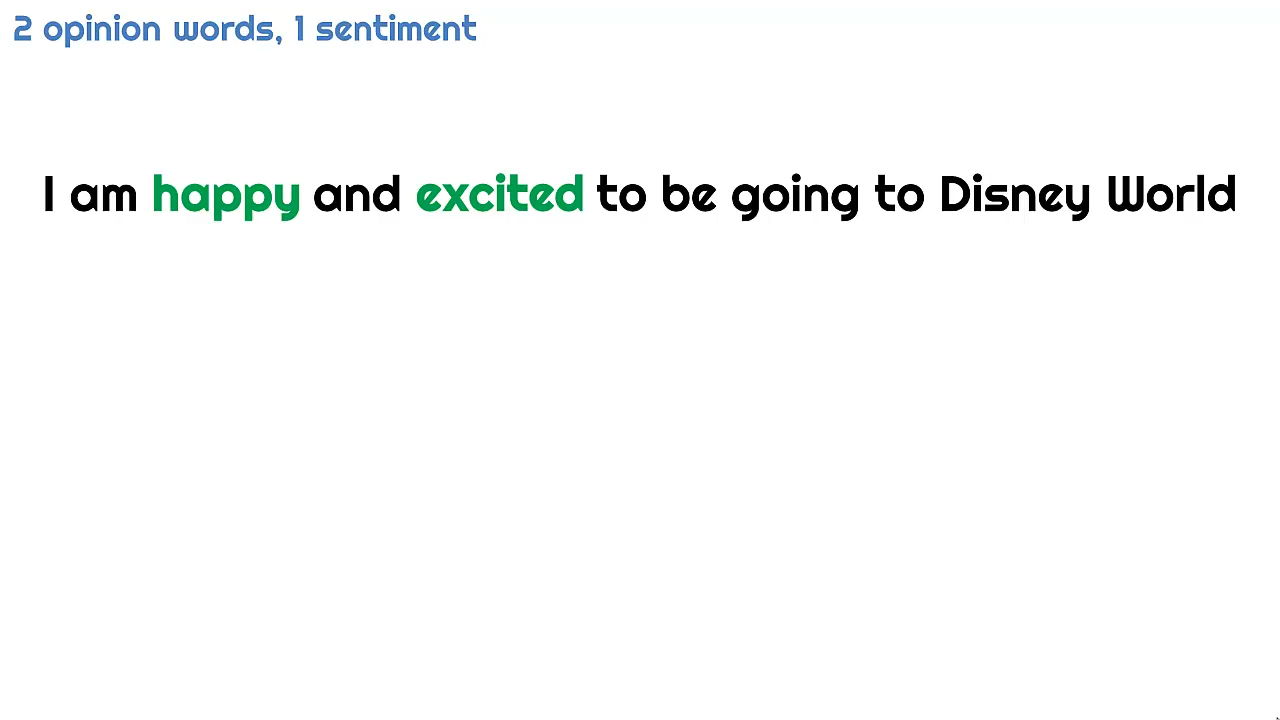 2 opinion words, 1 sentiment
I am happy and excited to be going to Disney World